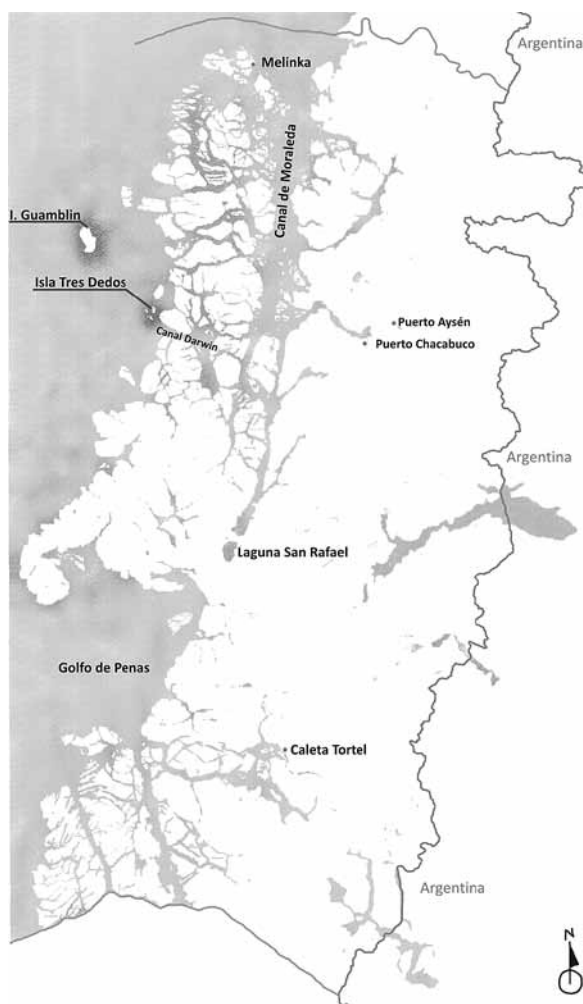 Argentina
Melinka
Canal de Moraleda
I. Guamblin
Isla Tres Dedos
Canal Darwin
Puerto Aysén
Puerto Chacabuco
Argentina
Laguna San Rafael
Golfo de Penas
Caleta Tortel
Argentina
N